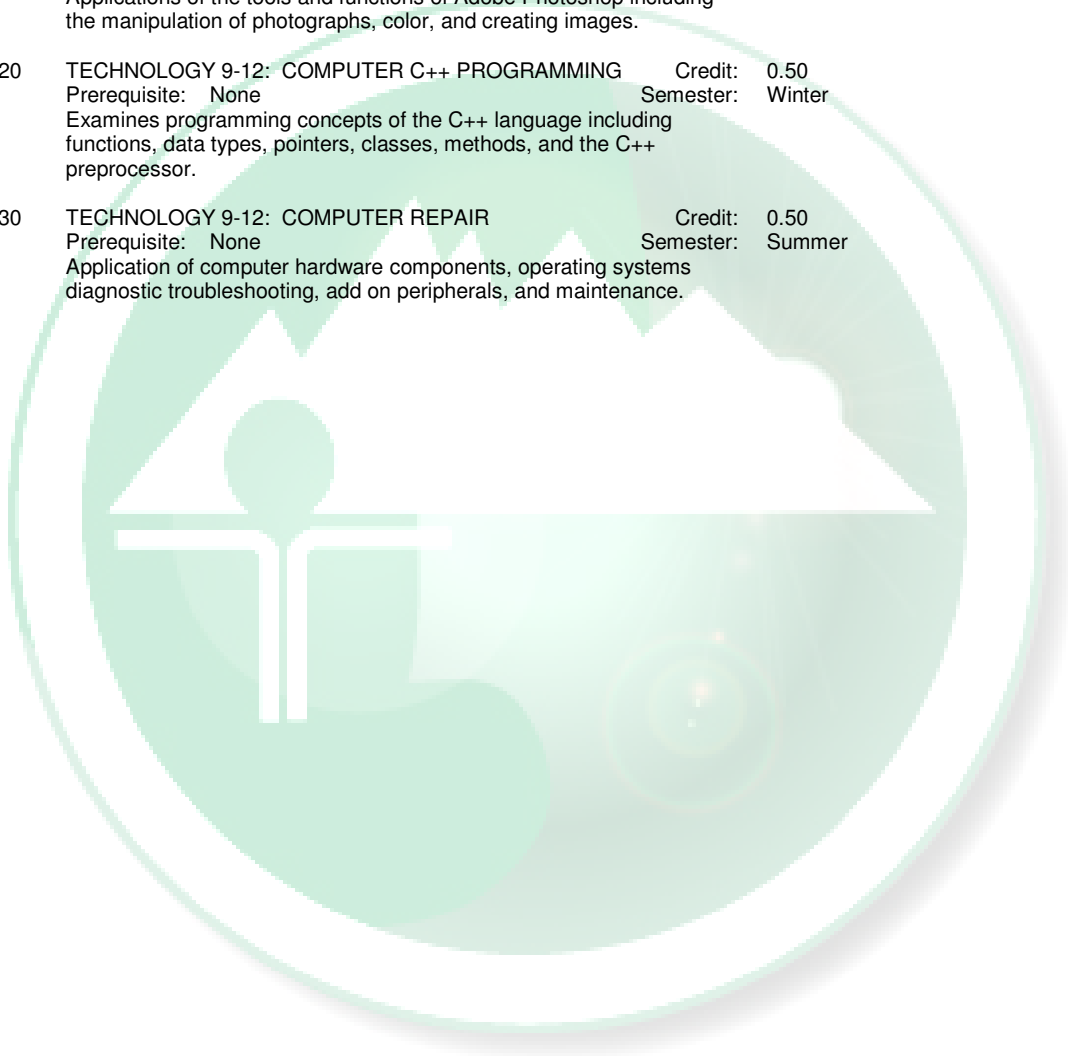 Applications of the tools and functions of Adobe Photoshop including
the manipulation of photographs, color, and creating images.
20 TECHNOLOGY 9-12: COMPUTER C++ PROGRAMMING Credit: 0.50
Prerequisite: None Semester: Winter
Examines programming concepts of the C++ language including
functions, data types, pointers, classes, methods, and the C++
preprocessor.
30 TECHNOLOGY 9-12: COMPUTER REPAIR Credit: 0.50
Prerequisite: None Semester: Summer
Application of computer hardware components, operating systems
diagnostic troubleshooting, add on peripherals, and maintenance.